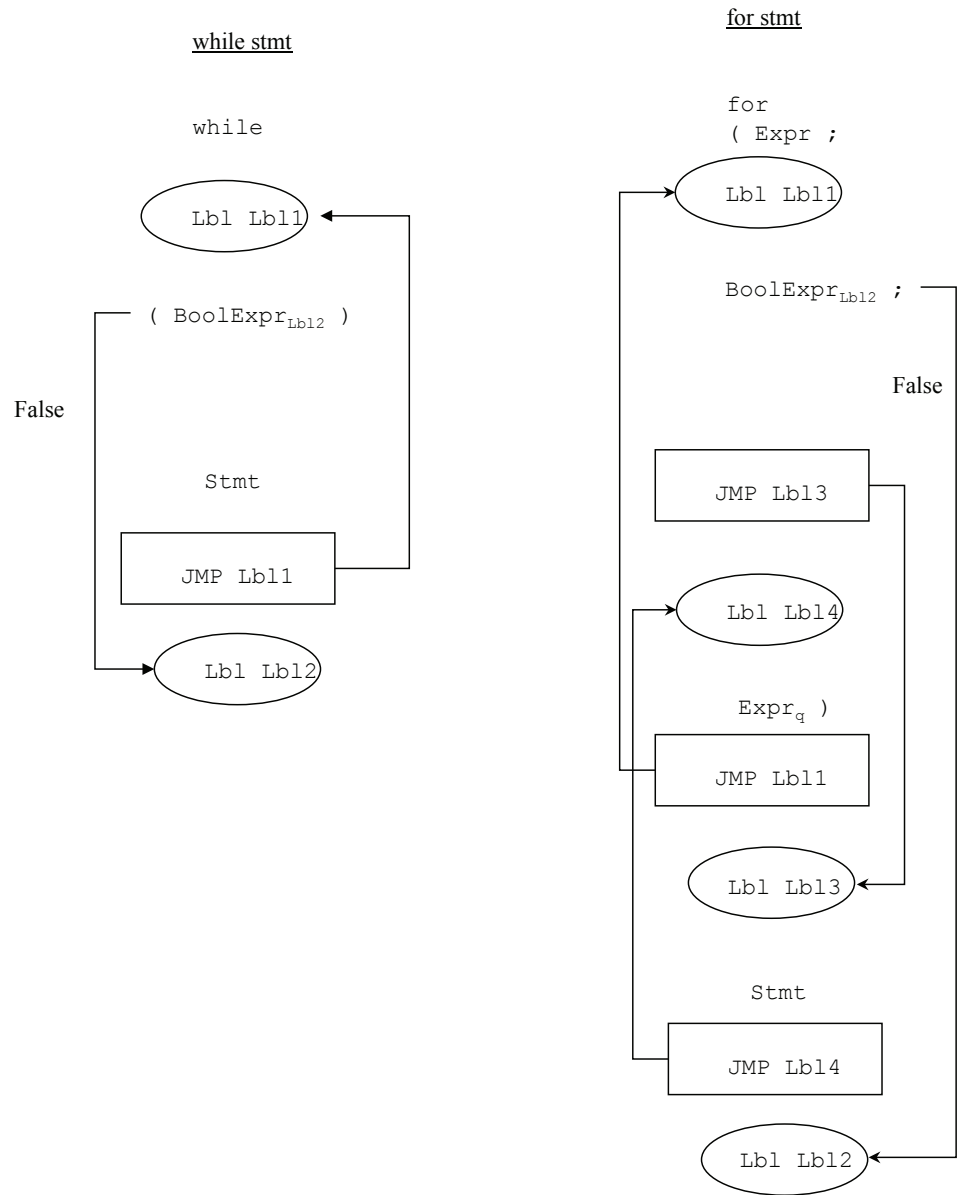 while stmt
while
Lbl Lbl1
( BoolExprLbl2 )
False
Stmt
JMP Lbl1
Lbl Lbl2
for stmt
for
( Expr ;
Lbl Lbl1
BoolExprLbl2 ;
False
JMP Lbl3
Lbl Lbl4
Exprq )
JMP Lbl1
Lbl Lbl3
Stmt
JMP Lbl4
Lbl Lbl2